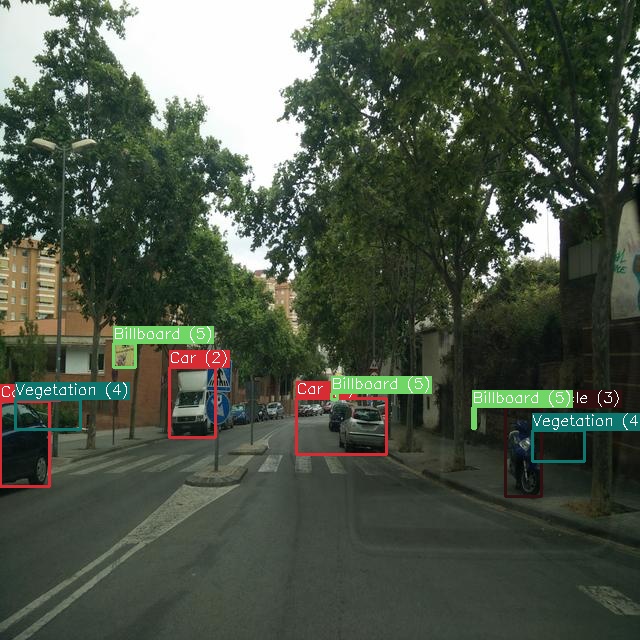 Billboard (5)
Car (2)
Vegetation (4)
Car
Billboard (5)
Billboard (5)
le (3)
Vegetation (4